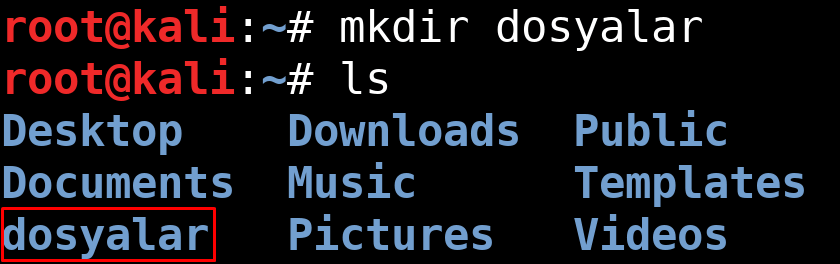 root@kali:~# mkdir dosyalar
root@kali:~# ls
Desktop    Downloads  Public
Documents  Music      Templates
dosyalar   Pictures   Videos